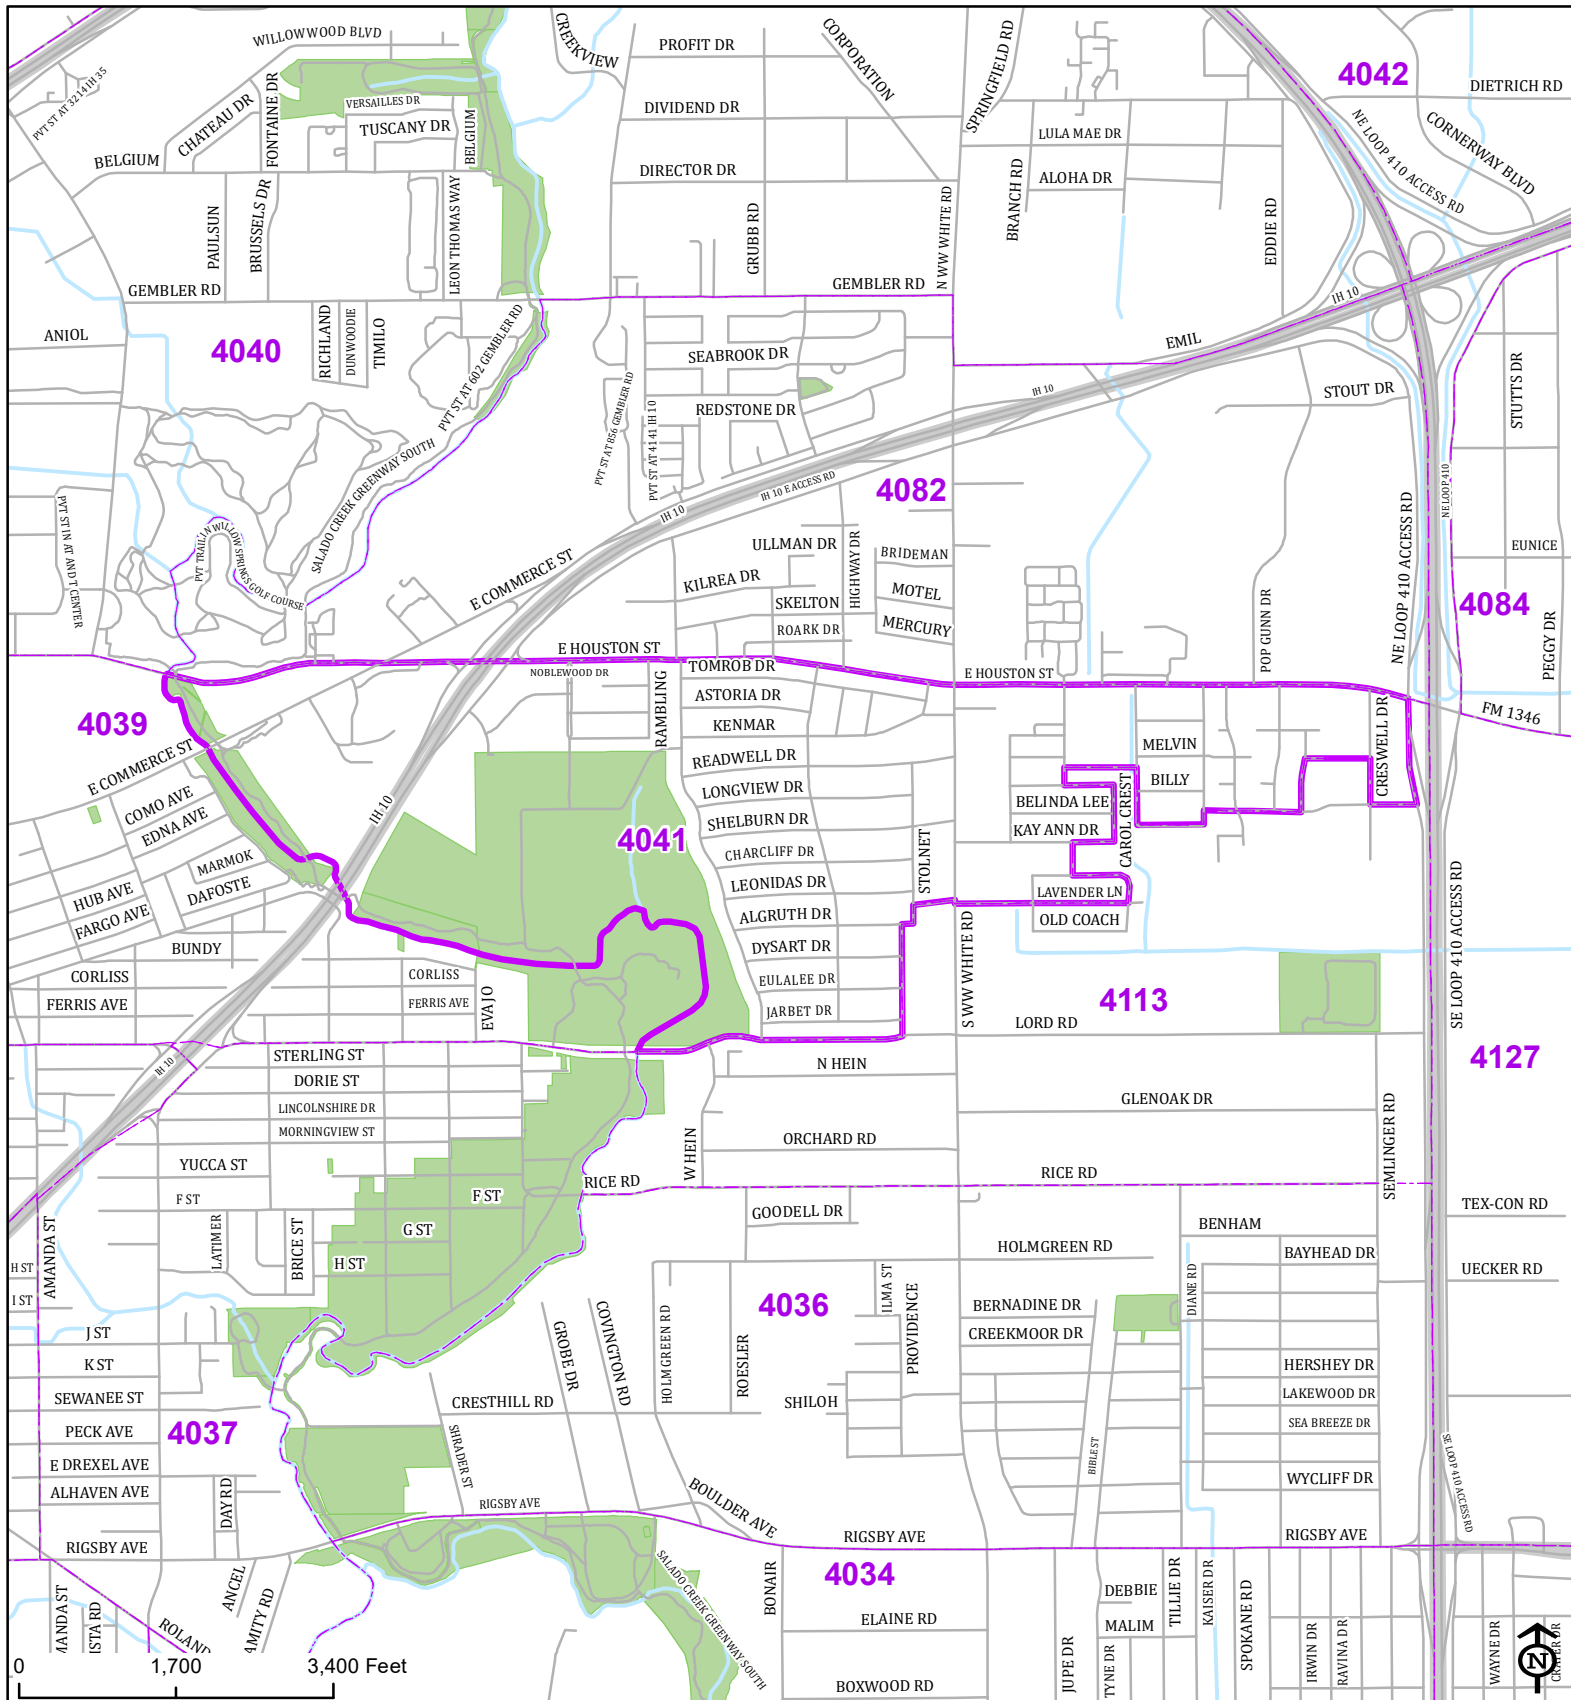 WILLOWWOOD BLVD
CREEKVIEW
PROFIT DR
CORPORATION
SPRINGFIELD RD
4042
DIETRICH RD
PVT ST AT 3214 IH 35
CHATEAU DR
FONTAINE DR
VERSAILLES DR
TUSCANY DR
BELGIUM
DIVIDEND DR
LULA MAE DR
NE LOOP 410 ACCESS RD
CORNERWAY BLVD
BELGIUM
DIRECTOR DR
ALOHA DR
BRANCH RD
PAULSUN
BRUSSELS DR
LEON THOMAS WAY
GRUBB RD
N WW WHITE RD
EDDIE RD
GEMBLER RD
GEMBLER RD
IH 10
ANIOL
4040
RICHLAND
DUNWOODIE
TIMILO
PVT ST AT 602 GEMBLER RD
SEABROOK DR
EMIL
STOUT DR
STUTTS DR
REDSTONE DR
IH 10
PVT ST AT 856 GEMBLER RD
PVT ST AT 4141 IH 10
SALADO CREEK GREENWAY SOUTH
4082
IH 10 E ACCESS RD
IH 10
NE LOOP 410
NE LOOP 410 ACCESS RD
PVT ST IN AT AND T CENTER
PVT TRAIL IN WILLOW SPRINGS GOLF COURSE
E COMMERCE ST
ULLMAN DR
HIGHWAY DR
BRIDEMAN
EUNICE
KILREA DR
MOTEL
SKELTON
4084
ROARK DR
MERCURY
POP GUNN DR
PEGGY DR
E HOUSTON ST
TOMROB DR
E HOUSTON ST
NOBLEWOOD DR
RAMBLING
ASTORIA DR
4039
KENMAR
CRESWELL DR
FM 1346
E COMMERCE ST
READWELL DR
MELVIN
LONGVIEW DR
BILLY
COMO AVE
IH 10
BELINDA LEE
CAROL CREST
EDNA AVE
SHELBURN DR
KAY ANN DR
4041
MARMOK
CHARCLIFF DR
STOLNET
HUB AVE
DAFOSTE
LEONIDAS DR
LAVENDER LN
FARGO AVE
ALGRUTH DR
OLD COACH
BUNDY
DYSART DR
S WW WHITE RD
SE LOOP 410 ACCESS RD
CORLISS
CORLISS
EULALEE DR
FERRIS AVE
FERRIS AVE
EVAJO
JARBET DR
4113
LORD RD
STERLING ST
4127
IH 10
DORIE ST
N HEIN
LINCOLNSHIRE DR
GLENOAK DR
MORNINGVIEW ST
ORCHARD RD
W HEIN
SEMLINGER RD
YUCCA ST
RICE RD
RICE RD
F ST
F ST
TEX-CON RD
GOODELL DR
BENHAM
AMANDA ST
LATIMER
BRICE ST
G ST
HOLMGREEN RD
BAYHEAD DR
H ST
H ST
UECKER RD
I ST
ILMA ST
DIANE RD
4036
BERNADINE DR
J ST
PROVIDENCE
CREEKMOOR DR
GROBE DR
COVINGTON RD
HOLMGREEN RD
ROESLER
K ST
HERSHEY DR
SEWANEE ST
CRESTHILL RD
SHILOH
LAKEWOOD DR
4037
PECK AVE
SEA BREEZE DR
SHRADER ST
BIBLE ST
E DREXEL AVE
WYCLIFF DR
SE LOOP 410 ACCESS RD
ALHAVEN AVE
DAY RD
RIGSBY AVE
BOULDER AVE
RIGSBY AVE
RIGSBY AVE
RIGSBY AVE
4034
ANCEL
AMITY RD
BONAIR
DEBBIE
TILLIE DR
KAISER DR
SPOKANE RD
MANDA ST
ISTA RD
ROLAND
SALADO CREEK GREENWAY SOUTH
ELAINE RD
MALIM
JUPE DR
TYNE DR
IRWIN DR
RAVINA DR
WAYNE DR
CRATER DR
BOXWOOD RD
N
0 1,700 3,400 Feet